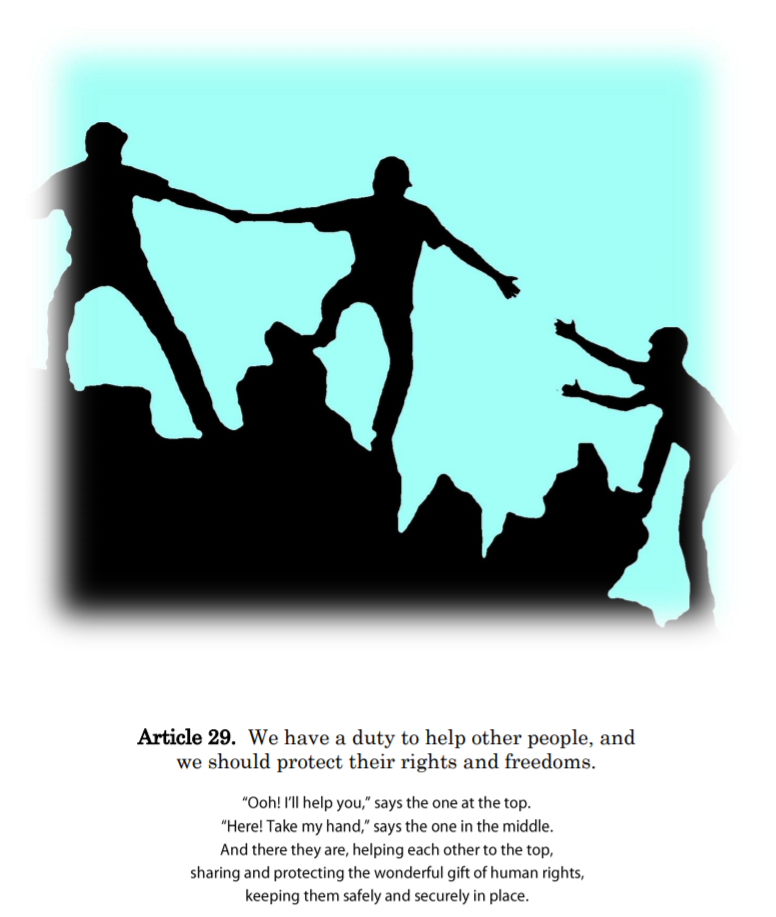 Article 29. We have a duty to help other people, and
we should protect their rights and freedoms.
“Ooh! I’ll help you,” says the one at the top.
“Here! Take my hand,” says the one in the middle.
And there they are, helping each other to the top,
sharing and protecting the wonderful gift of human rights,
keeping them safely and securely in place.